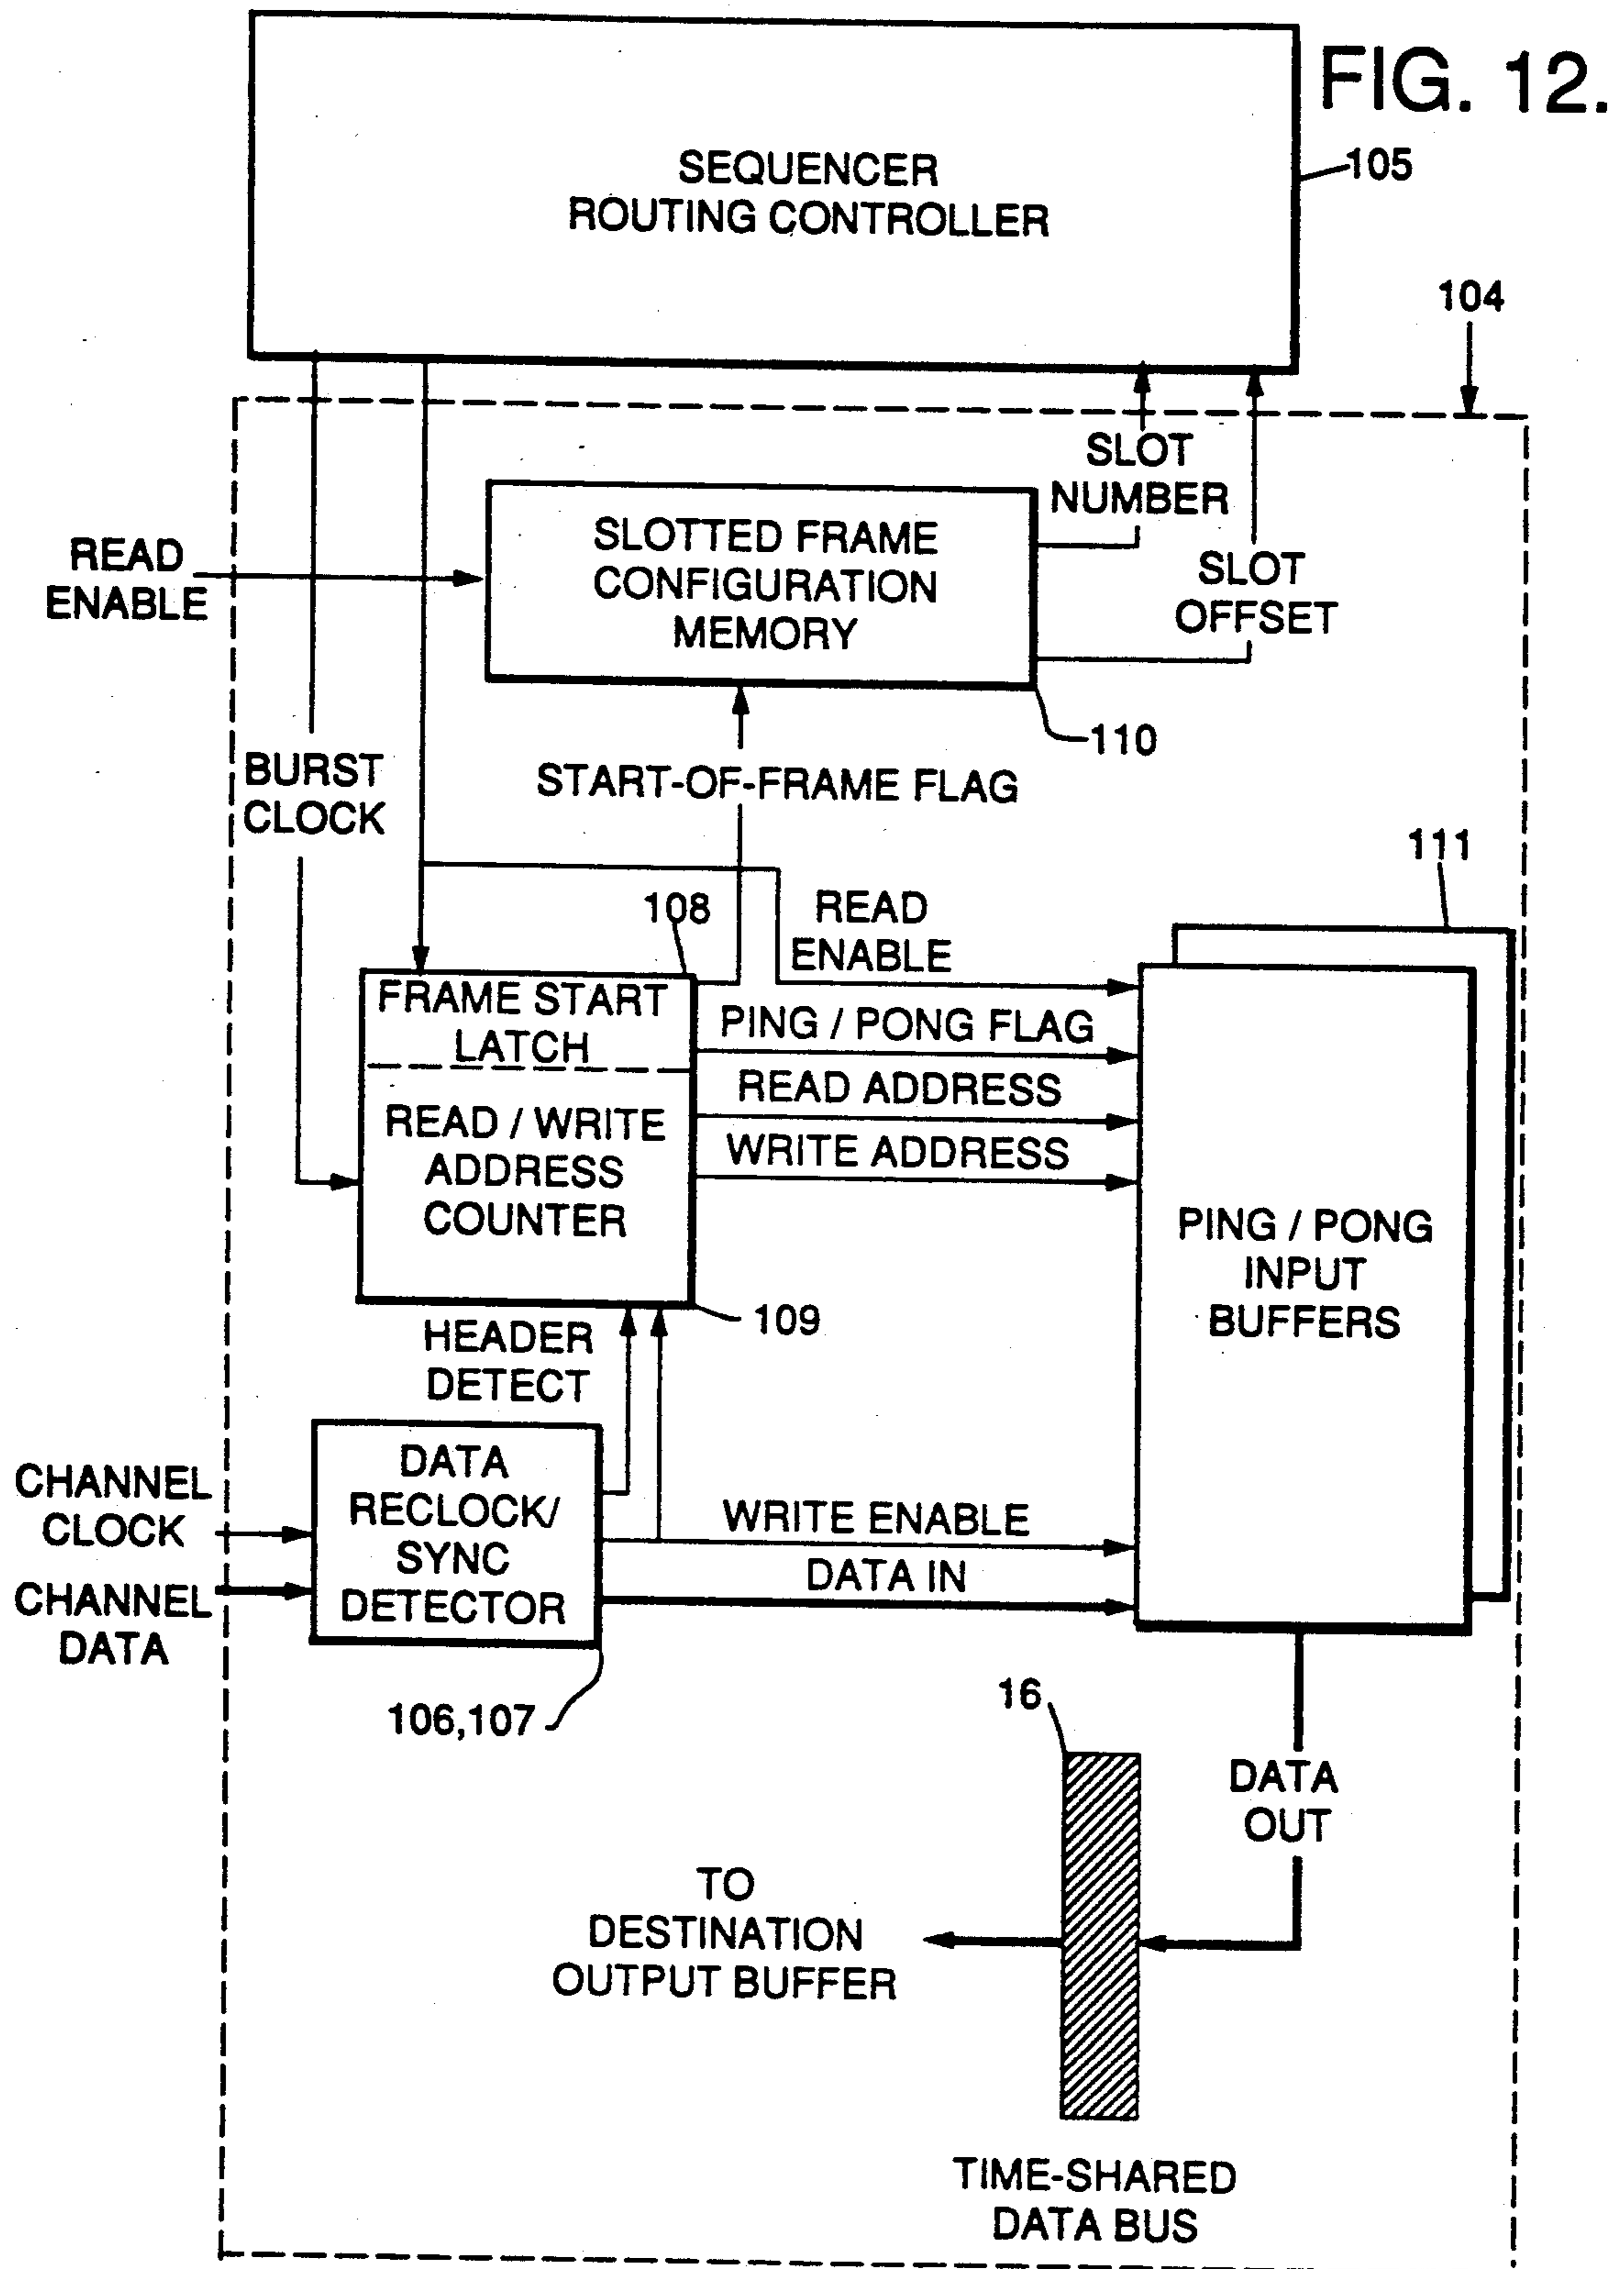 FIG. 12.
SEQUENCER
ROUTING CONTROLLER
105
104
SLOT
NUMBER
SLOTTED FRAME
CONFIGURATION
MEMORY
READ
ENABLE
SLOT
OFFSET
110
BURST
CLOCK
START-OF-FRAME FLAG
111
108
READ
ENABLE
FRAME START
LATCH
PING / PONG FLAG
READ ADDRESS
READ / WRITE
ADDRESS
COUNTER
WRITE ADDRESS
PING / PONG
INPUT
BUFFERS
109
HEADER
DETECT
CHANNEL
CLOCK
DATA
RECLOCK/
SYNC
DETECTOR
WRITE ENABLE
DATA IN
CHANNEL
DATA
106,107
16
DATA
OUT
TO
DESTINATION
OUTPUT BUFFER
TIME-SHARED
DATA BUS